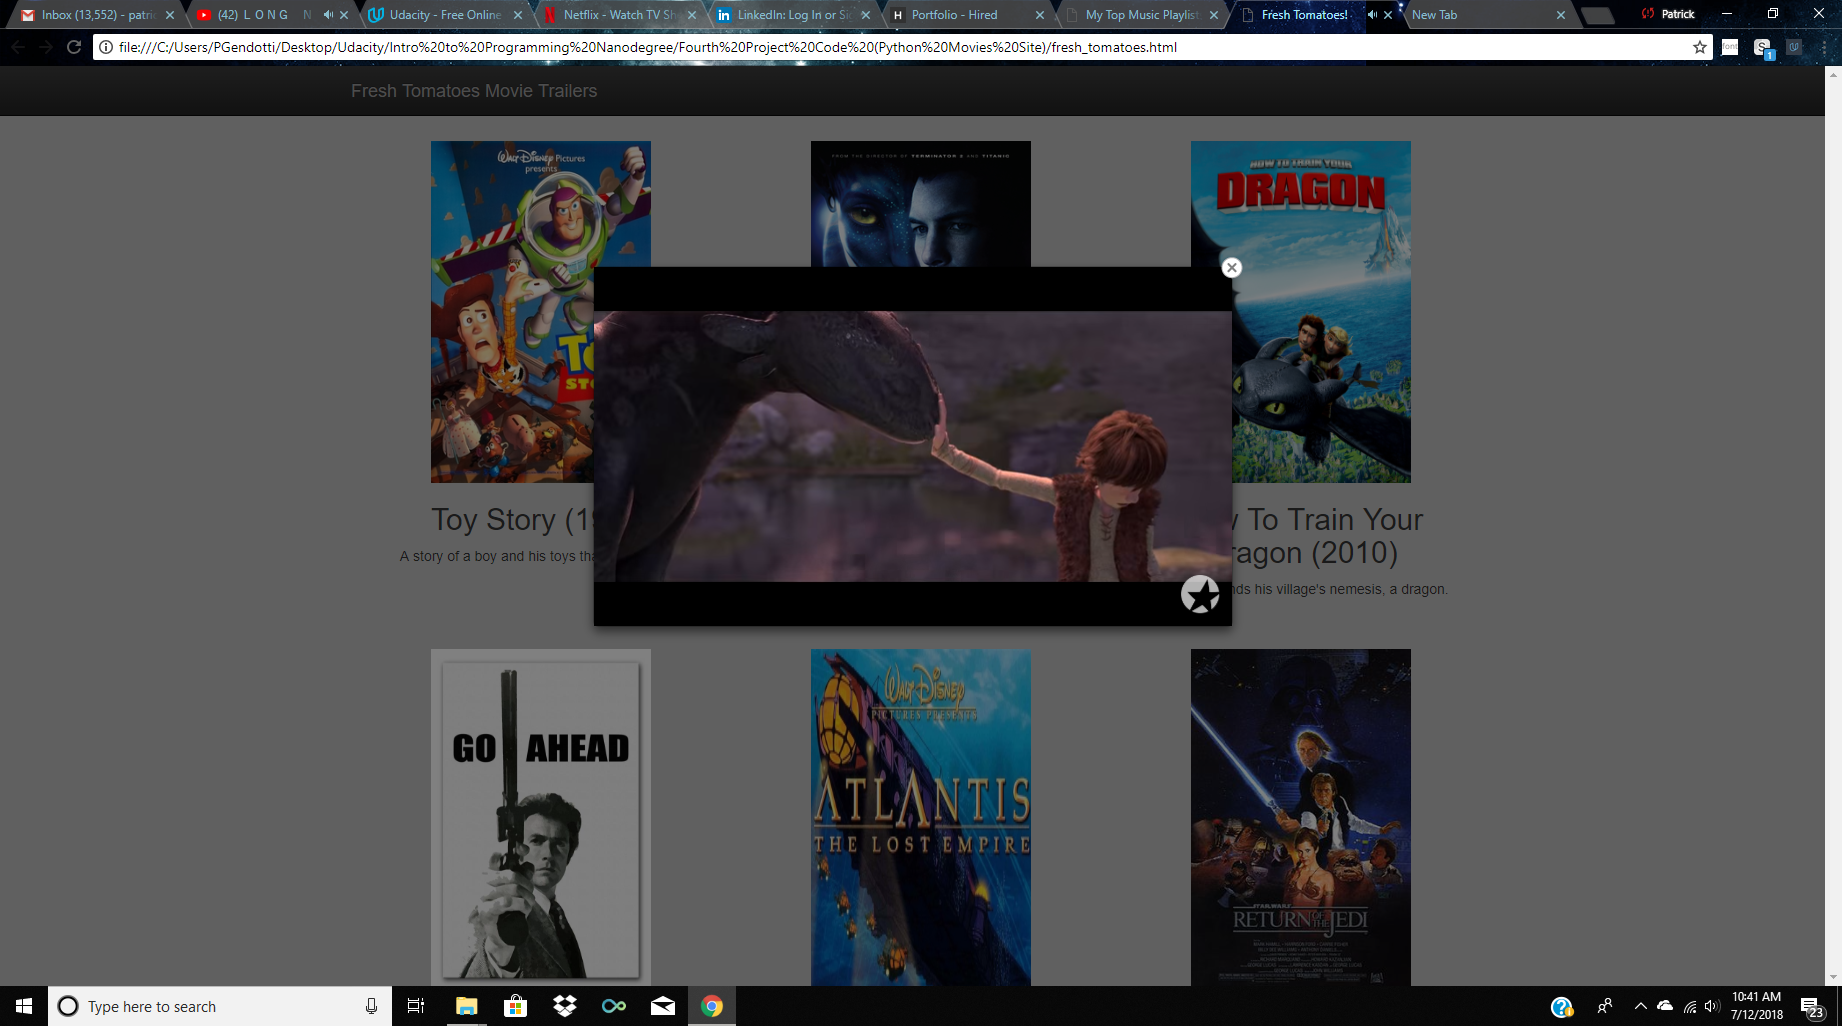 Inbox (13,552) - patri
(42) L O N G N
Udacity - Free Online
Netflix - Watch TV Sh
LinkedIn: Log In or Si
Portfolio - Hired
My Top Music Playlist
Fresh Tomatoes!
New Tab
Patrick
file:///C:/Users/PGendotti/Desktop/Udacity/Intro%20to%20Programming%20Nanodegree/Fourth%20Project%20Code%20(Python%20Movies%20Site)/fresh_tomatoes.html
font
S
1
Fresh Tomatoes Movie Trailers
WALT DISNEY Pictures
presents
FROM THE DIRECTOR OF TERMINATOR 2 AND TITANIC
HOW TO TRAIN YOUR
DRAGON
Toy Story (19
A story of a boy and his toys tha
To Train Your
ragon (2010)
nds his village's nemesis, a dragon.
GO AHEAD
WALT DISNEY
PICTURES PRESENTS
ATLANTIS
THE LOST EMPIRE
STAR WARS
RETURN OF THE JEDI
Type here to search
10:41 AM
7/12/2018
23